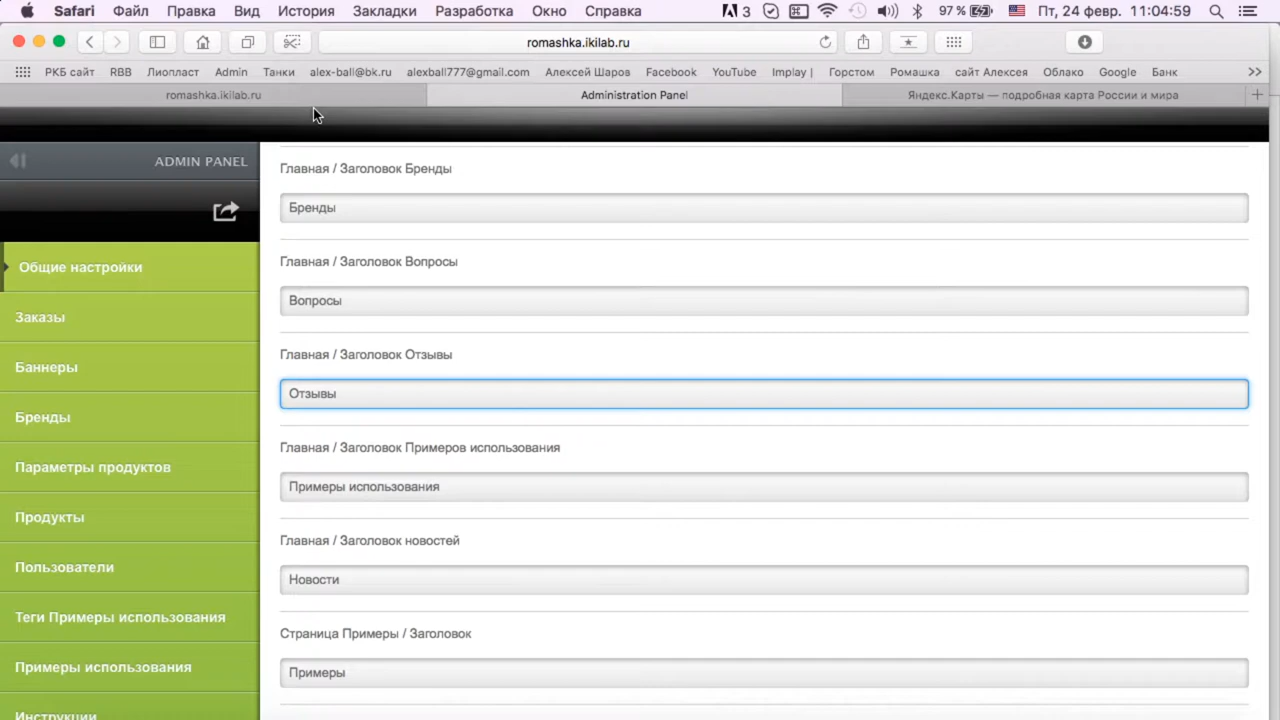 Safari Файл Правка Вид История Закладки Разработка Окно Справка 3 97 % Пт, 24 февр. 11:04:59
romashka.ikilab.ru
РКБ сайт RBB Лиопласт Admin Танки alex-ball@bk.ru alexball777@gmail.com Алексей Шаров Facebook YouTube Implay | Горстом Ромашка сайт Алексея Облако Google Банк
romashka.ikilab.ru Administration Panel Яндекс.Карты — подробная карта России и мира
ADMIN PANEL
Общие настройки
Заказы
Баннеры
Бренды
Параметры продуктов
Продукты
Пользователи
Теги Примеры использования
Примеры использования
Инструкции
Главная / Заголовок Бренды
Бренды
Главная / Заголовок Вопросы
Вопросы
Главная / Заголовок Отзывы
Отзывы
Главная / Заголовок Примеров использования
Примеры использования
Главная / Заголовок новостей
Новости
Страница Примеры / Заголовок
Примеры